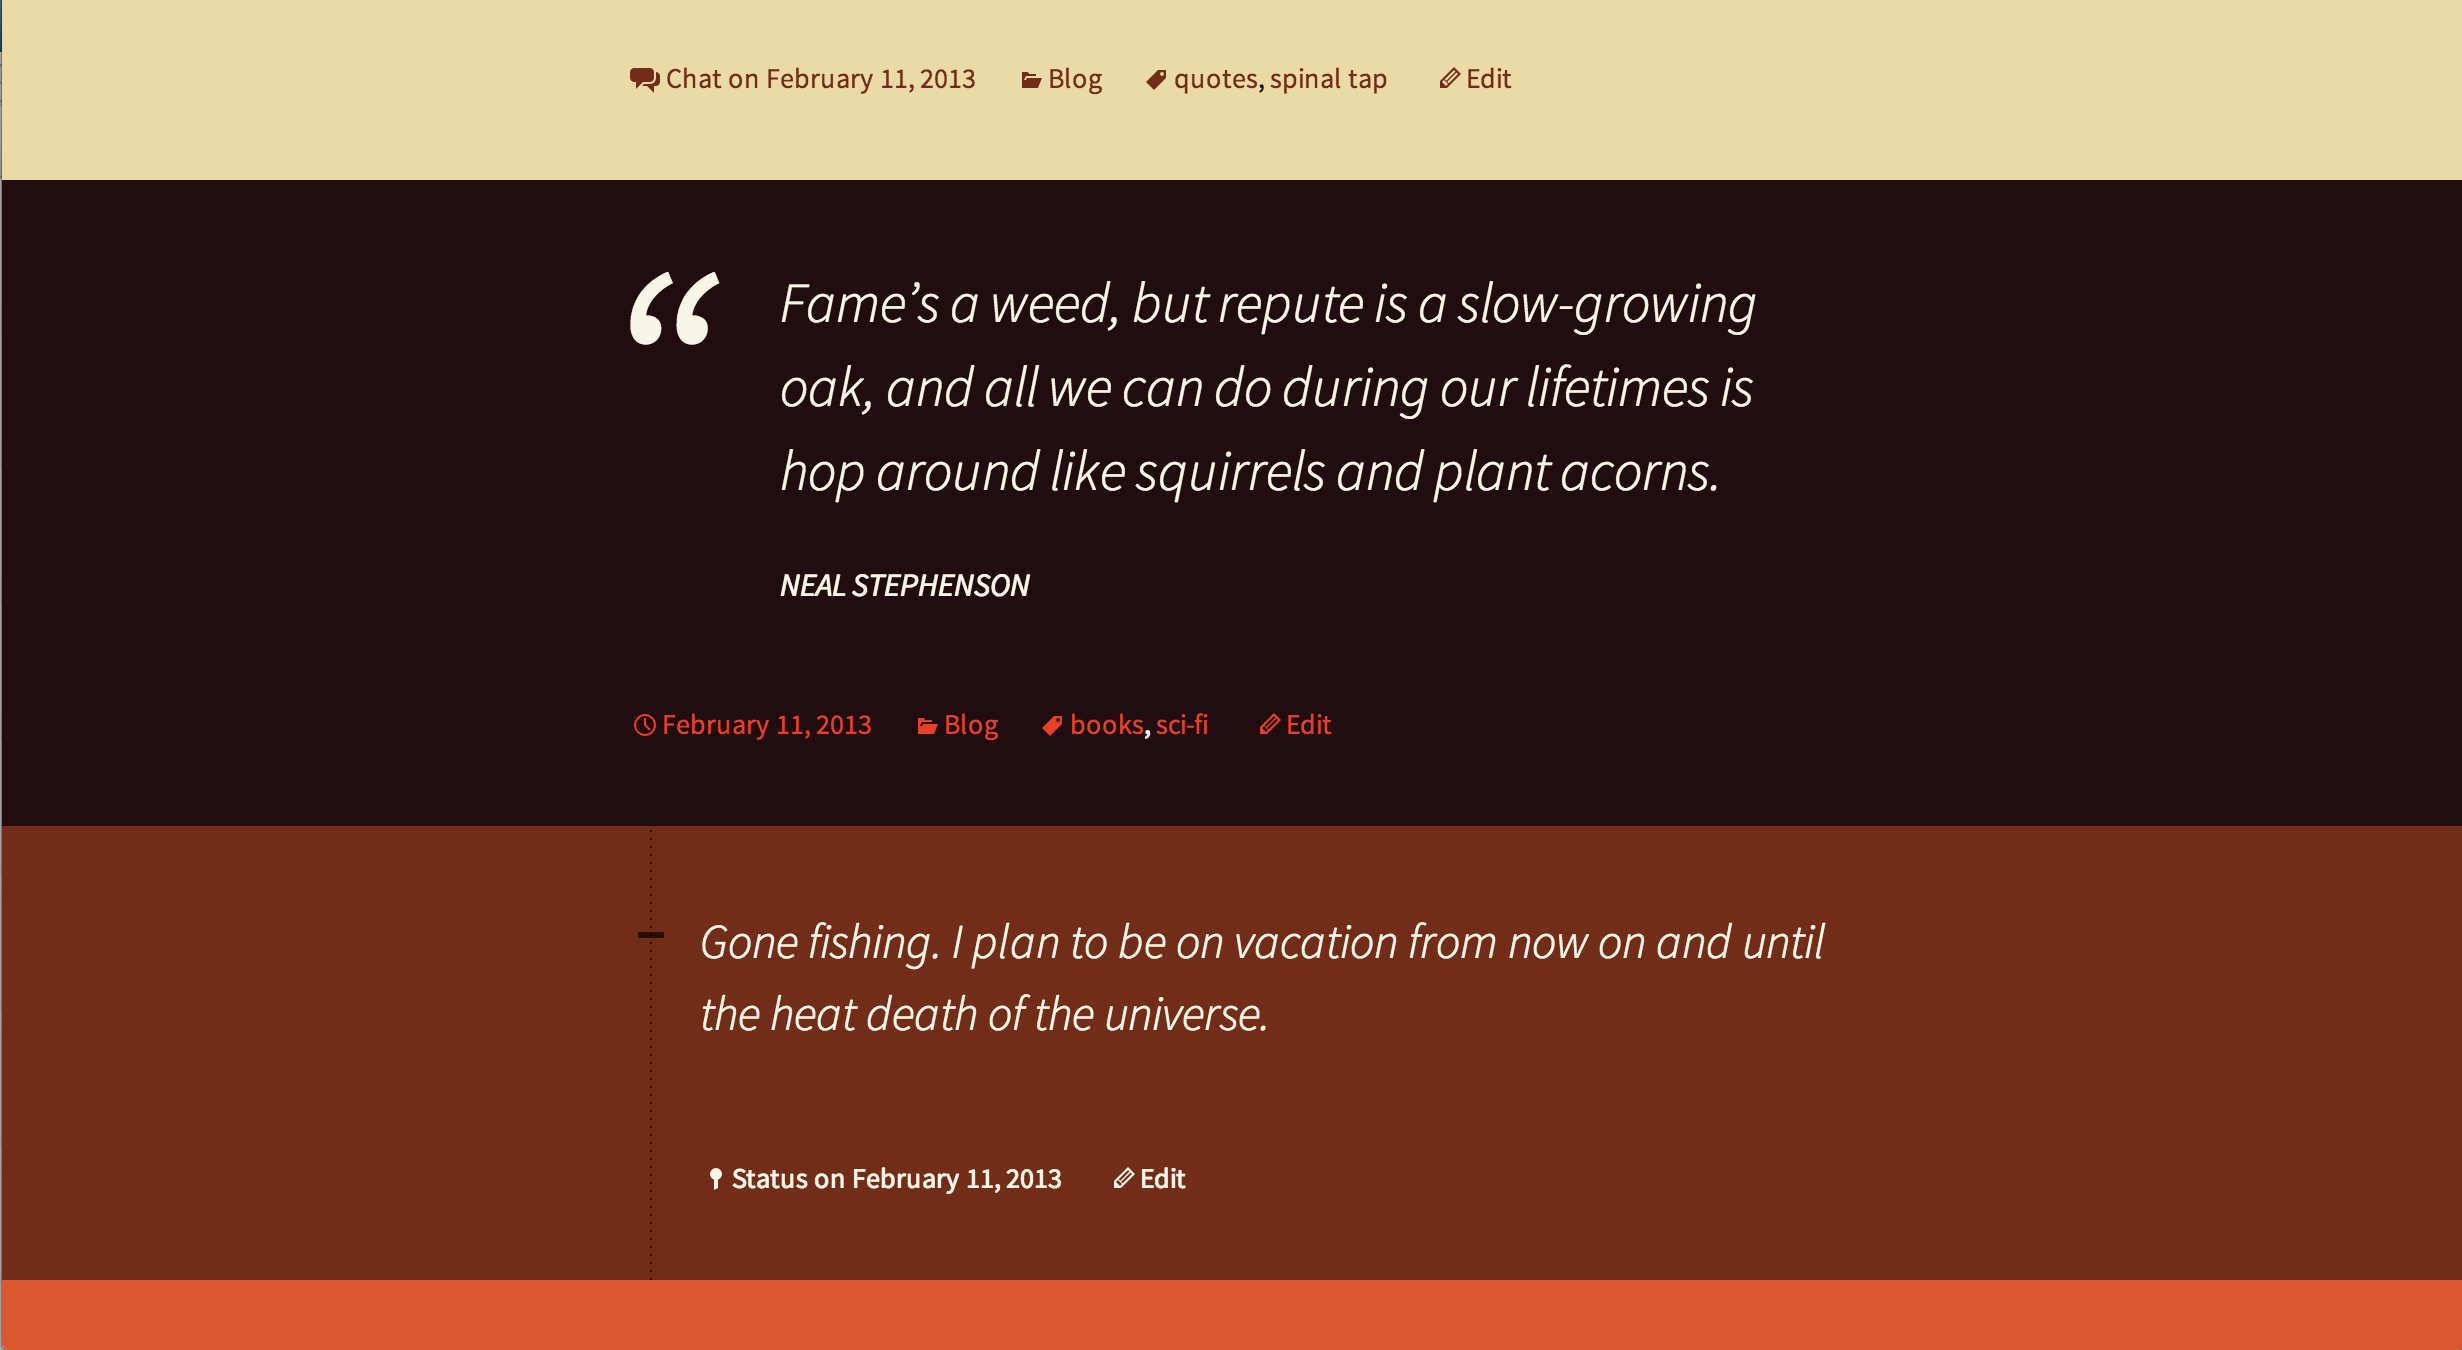 Chat on February 11, 2013 Blog quotes, spinal tap Edit
“ Fame’s a weed, but repute is a slow-growing
oak, and all we can do during our lifetimes is
hop around like squirrels and plant acorns.
NEAL STEPHENSON
February 11, 2013 Blog books, sci-fi Edit
Gone fishing. I plan to be on vacation from now on and until
the heat death of the universe.
Status on February 11, 2013 Edit